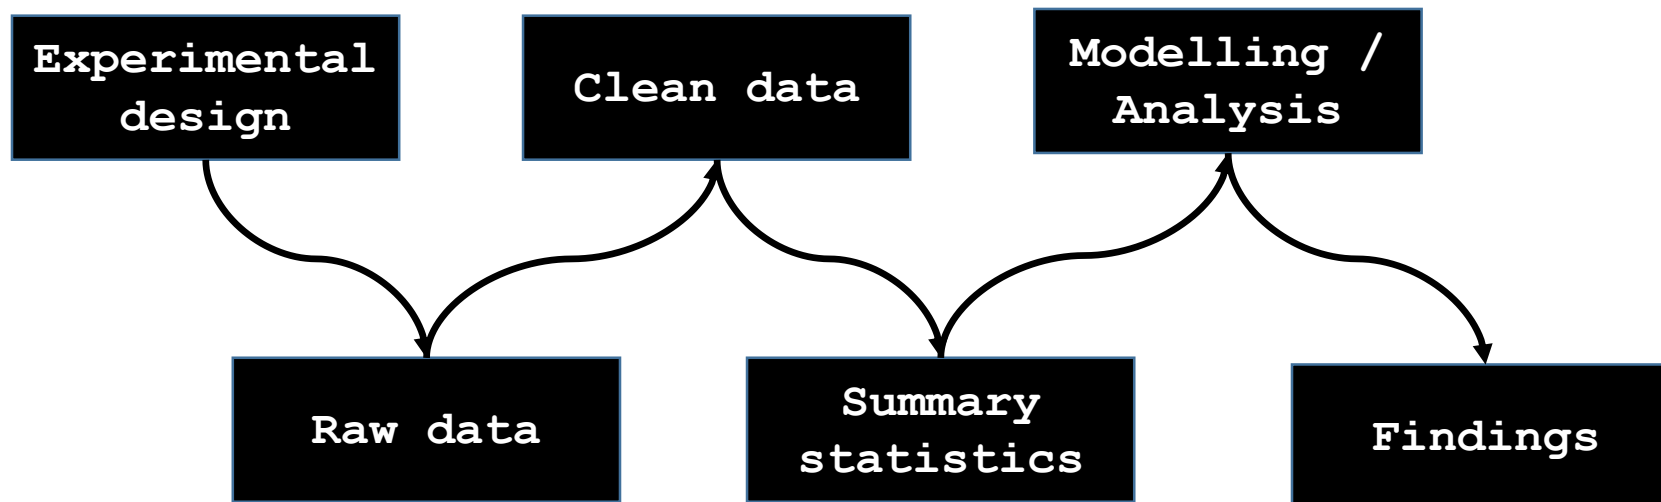 Experimental
design
Raw data
Clean data
Summary
statistics
Modelling /
Analysis
Findings